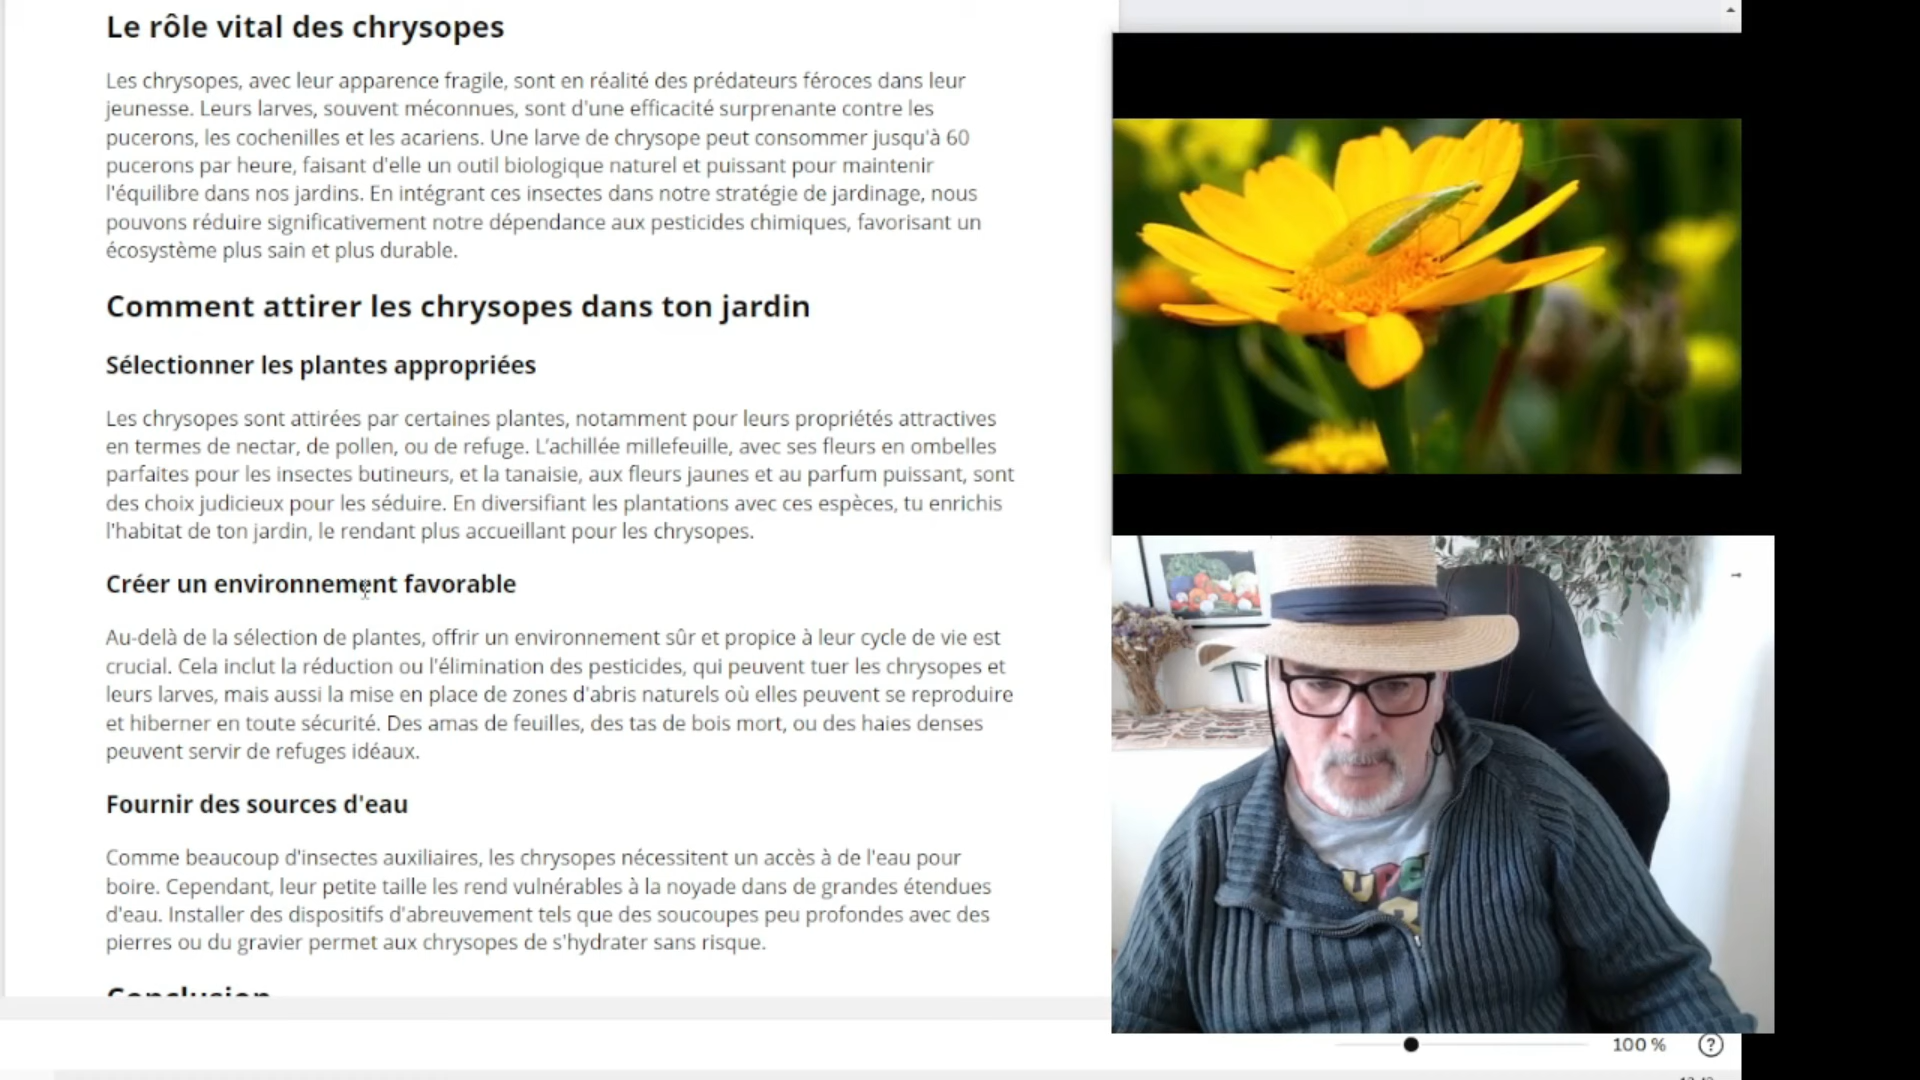 Le rôle vital des chrysopes
Les chrysopes, avec leur apparence fragile, sont en réalité des prédateurs féroces dans leur
jeunesse. Leurs larves, souvent méconnues, sont d'une efficacité surprenante contre les
pucerons, les cochenilles et les acariens. Une larve de chrysope peut consommer jusqu'à 60
pucerons par heure, faisant d'elle un outil biologique naturel et puissant pour maintenir
l'équilibre dans nos jardins. En intégrant ces insectes dans notre stratégie de jardinage, nous
pouvons réduire significativement notre dépendance aux pesticides chimiques, favorisant un
écosystème plus sain et plus durable.
Comment attirer les chrysopes dans ton jardin
Sélectionner les plantes appropriées
Les chrysopes sont attirées par certaines plantes, notamment pour leurs propriétés attractives
en termes de nectar, de pollen, ou de refuge. L'achillée millefeuille, avec ses fleurs en ombelles
parfaites pour les insectes butineurs, et la tanaisie, aux fleurs jaunes et au parfum puissant, sont
des choix judicieux pour les séduire. En diversifiant les plantations avec ces espèces, tu enrichis
l'habitat de ton jardin, le rendant plus accueillant pour les chrysopes.
Créer un environnement favorable
Au-delà de la sélection de plantes, offrir un environnement sûr et propice à leur cycle de vie est
crucial. Cela inclut la réduction ou l'élimination des pesticides, qui peuvent tuer les chrysopes et
leurs larves, mais aussi la mise en place de zones d'abris naturels où elles peuvent se reproduire
et hiberner en toute sécurité. Des amas de feuilles, des tas de bois mort, ou des haies denses
peuvent servir de refuges idéaux.
Fournir des sources d'eau
Comme beaucoup d'insectes auxiliaires, les chrysopes nécessitent un accès à de l'eau pour
boire. Cependant, leur petite taille les rend vulnérables à la noyade dans de grandes étendues
d'eau. Installer des dispositifs d'abreuvement tels que des soucoupes peu profondes avec des
pierres ou du gravier permet aux chrysopes de s'hydrater sans risque.
Conclusion
100 %